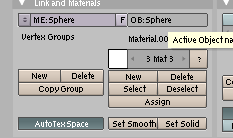 Link and Materials
ME:Sphere F OB:Sphere
Vertex Groups Material.00
Active Object na
3 Mat 3 ?
New Delete New Delete
Copy Group Select Deselect
Assign
AutoTexSpace Set Smooth Set Solid